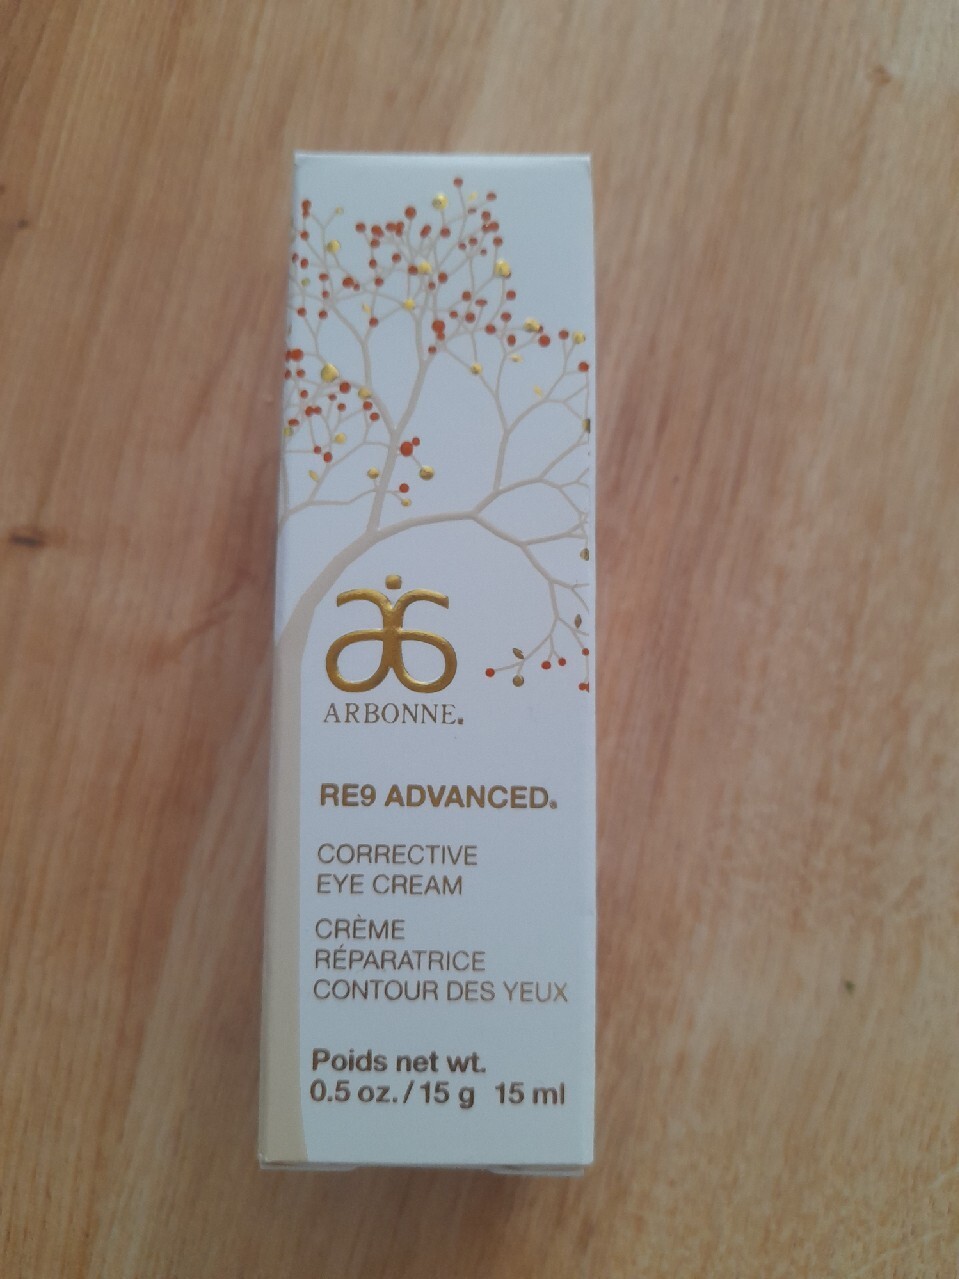 ARBONNE®
RE9 ADVANCED®
CORRECTIVE
EYE CREAM
CRÈME
RÉPARATRICE
CONTOUR DES YEUX
Poids net wt.
0.5 oz. / 15 g 15 ml